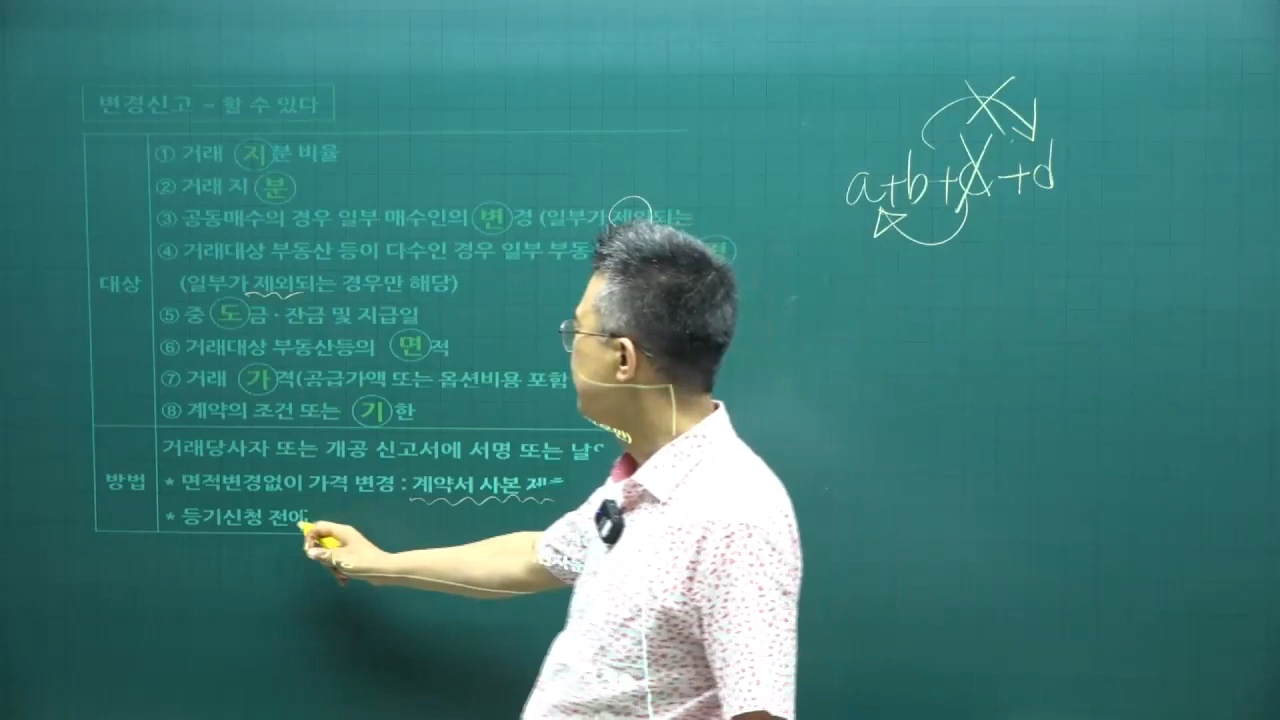 변경신고 - 할 수 있다
대상
① 거래 지분 비율
② 거래 지분
③ 공동매수의 경우 일부 매수인의 변경 (일부가 제외되는
④ 거래대상 부동산 등이 다수인 경우 일부 부동
(일부가 제외되는 경우만 해당)
⑤ 중도금·잔금 및 지급일
⑥ 거래대상 부동산등의 면적
⑦ 거래 가격(공급가액 또는 옵션비용 포함
⑧ 계약의 조건 또는 기한
방법
거래당사자 또는 개공 신고서에 서명 또는
* 면적변경없이 가격 변경 : 계약서 사본
* 등기신청 전에
a+b+c+d